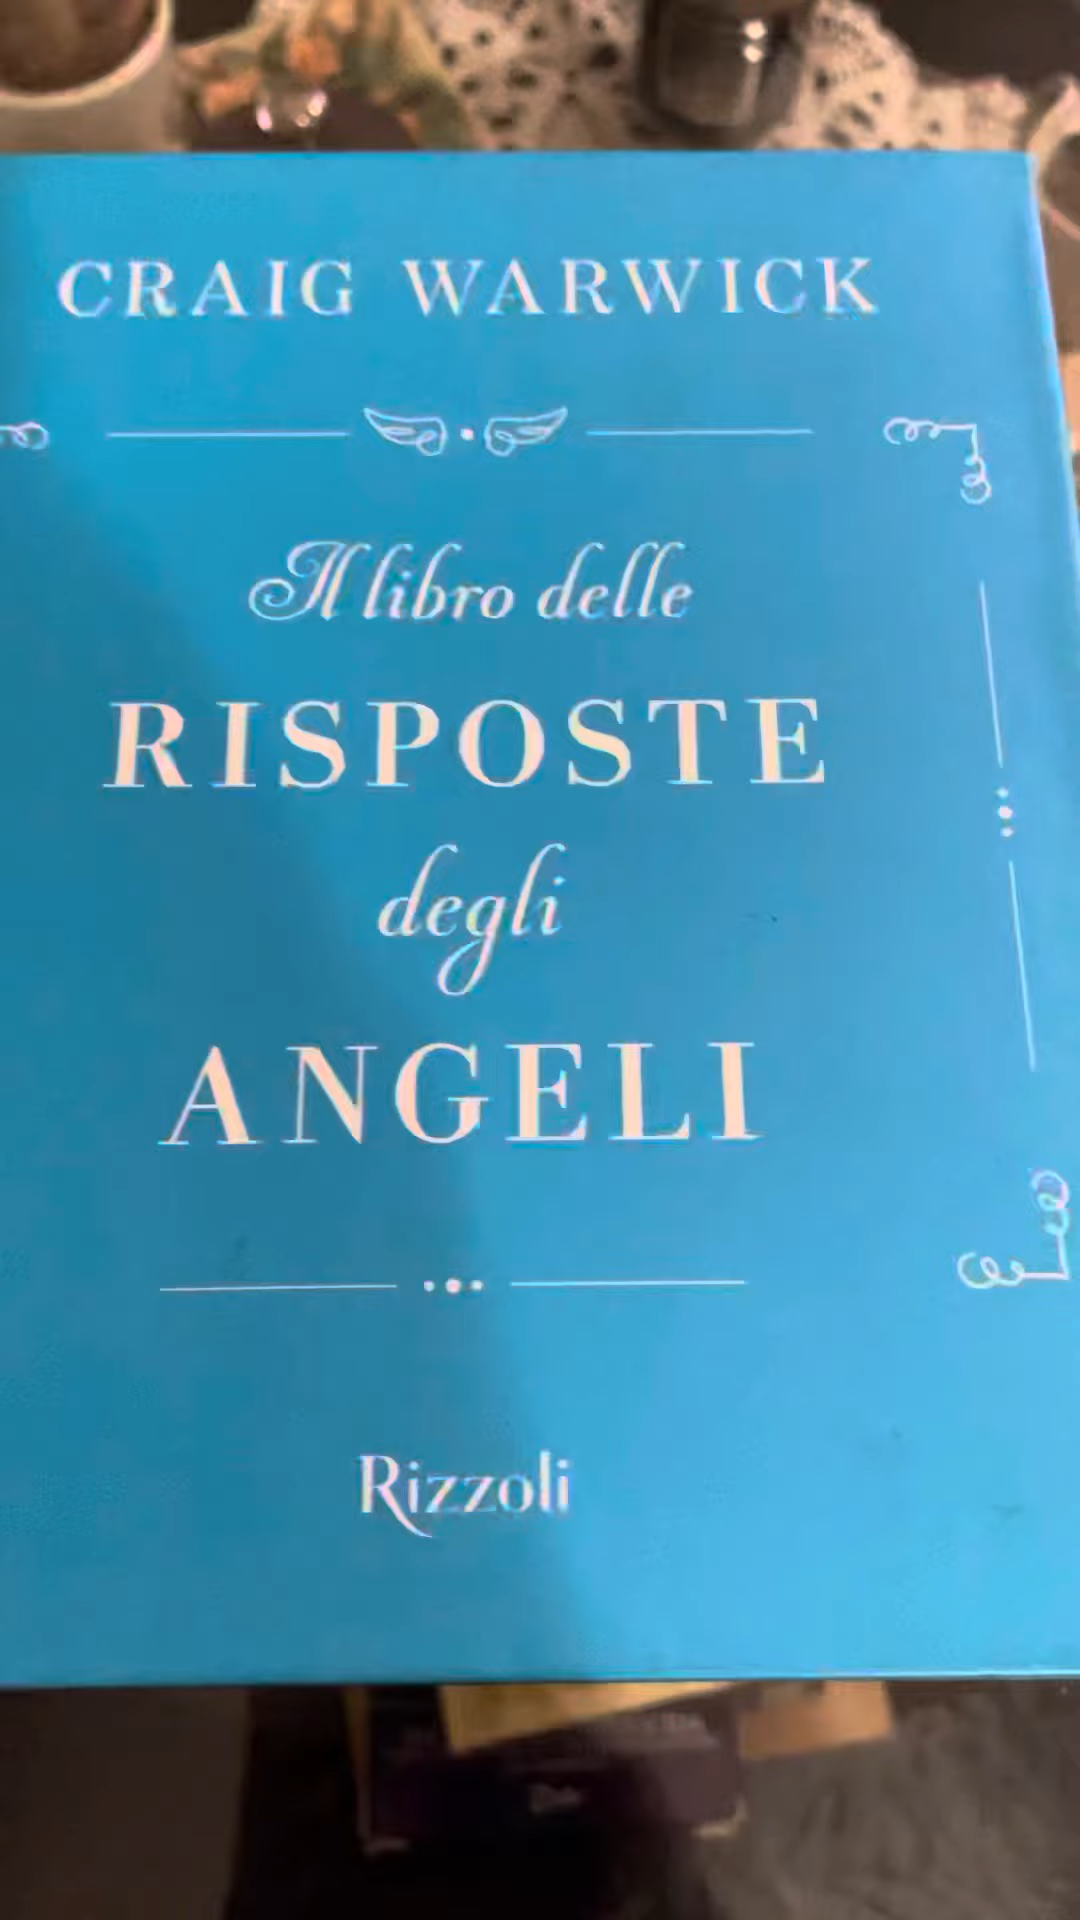 CRAIG WARWICK
Il libro delle
RISPOSTE
degli
ANGELI
Rizzoli